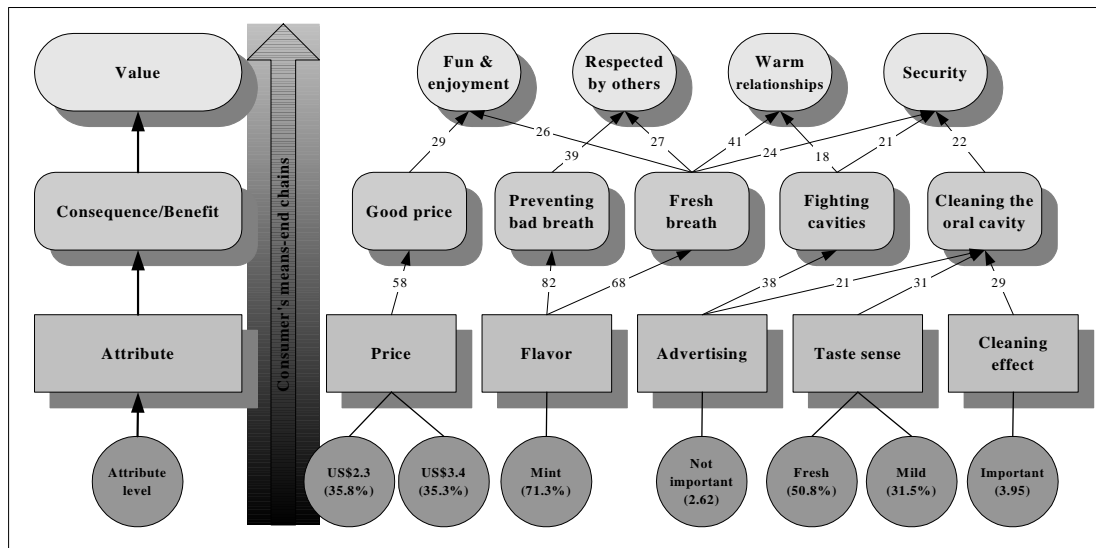 Value
Fun &
enjoyment
Respected
by others
Warm
relationships
Security
29
26
39
27
41
24
18
21
22
Consumer's means-end chains
Consequence/Benefit
Good price
Preventing
bad breath
Fresh
breath
Fighting
cavities
Cleaning the
oral cavity
58
82
68
38
21
31
29
Attribute
Price
Flavor
Advertising
Taste sense
Cleaning
effect
Attribute
level
US$2.3
(35.8%)
US$3.4
(35.3%)
Mint
(71.3%)
Not
important
(2.62)
Fresh
(50.8%)
Mild
(31.5%)
Important
(3.95)